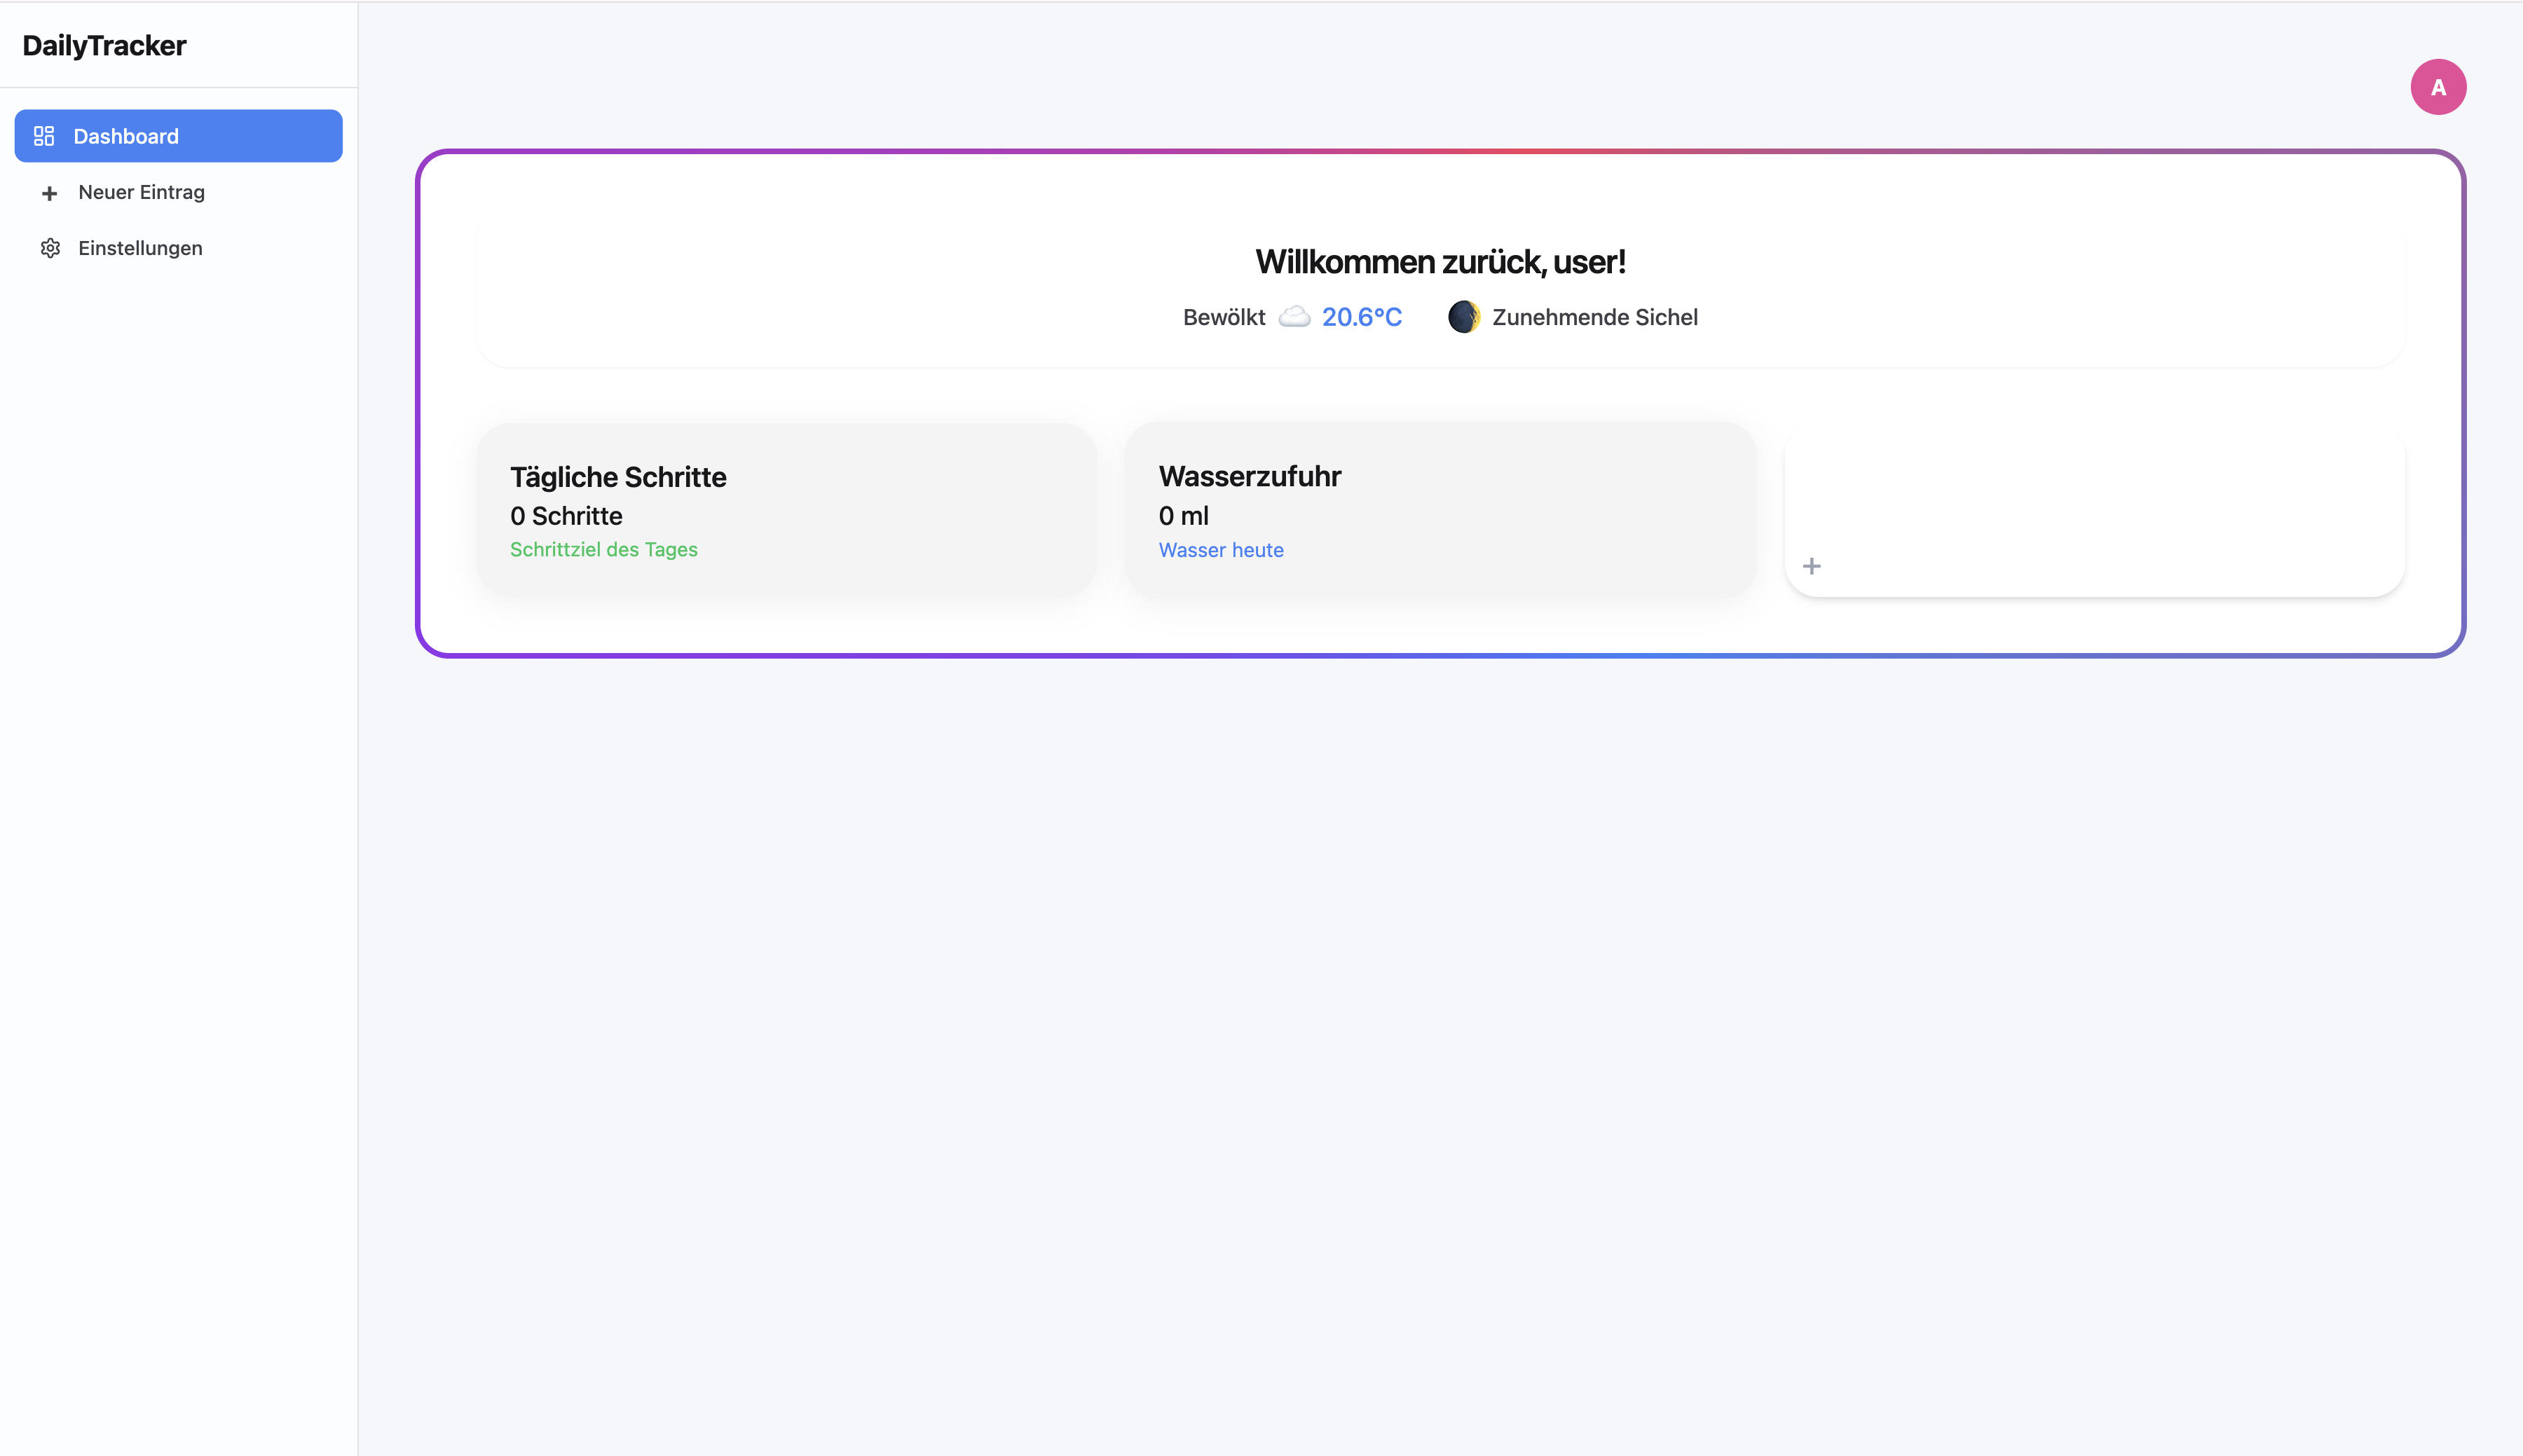 DailyTracker
Dashboard
+ Neuer Eintrag
Einstellungen
A
Willkommen zurück, user!
Bewölkt 20.6°C Zunehmende Sichel
Tägliche Schritte
0 Schritte
Schrittziel des Tages
Wasserzufuhr
0 ml
Wasser heute
+